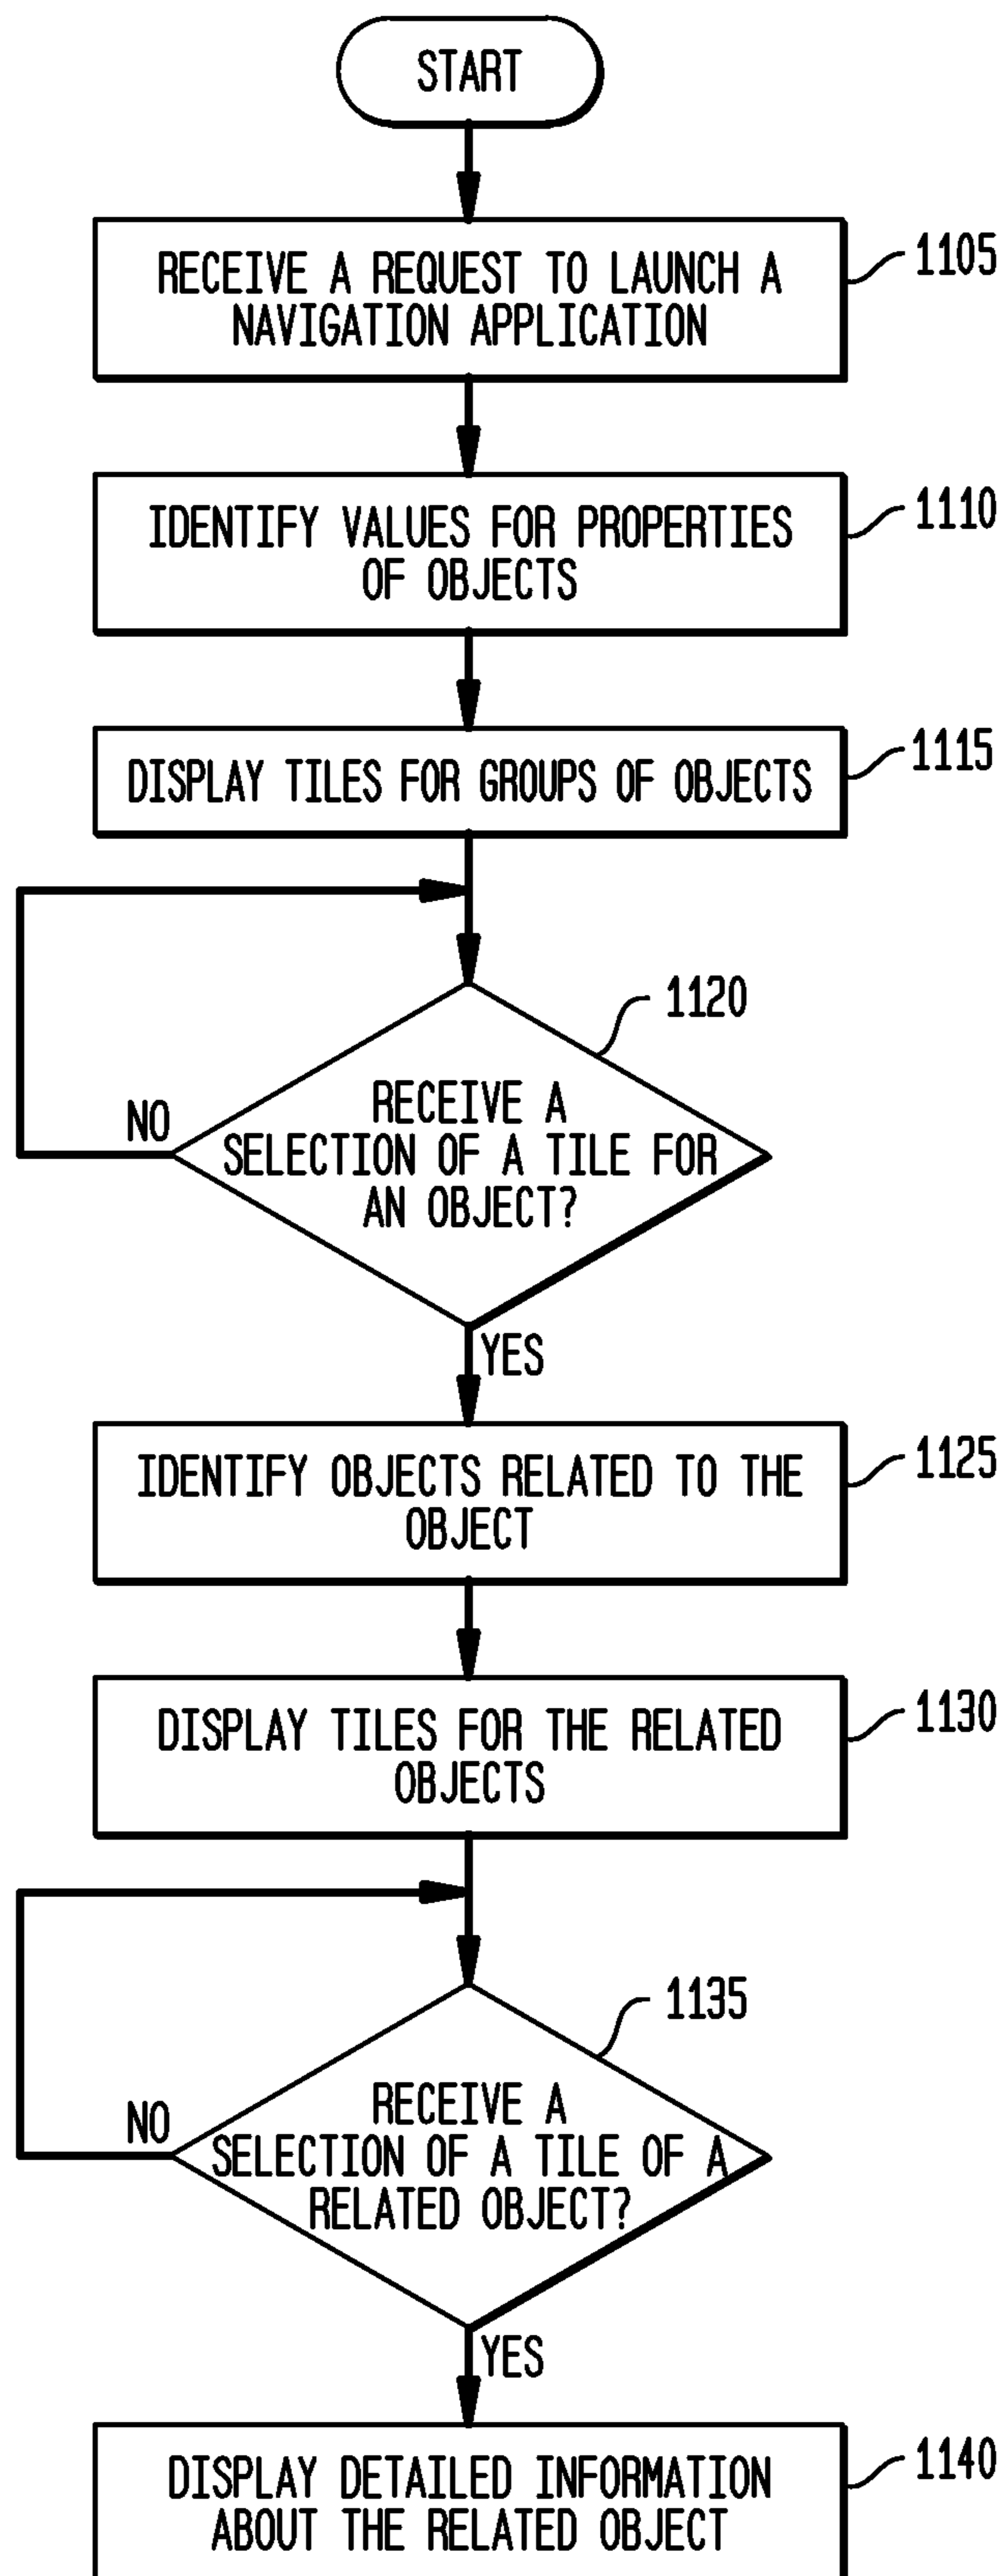 START
RECEIVE A REQUEST TO LAUNCH A
NAVIGATION APPLICATION
1105
IDENTIFY VALUES FOR PROPERTIES
OF OBJECTS
1110
DISPLAY TILES FOR GROUPS OF OBJECTS
1115
1120
RECEIVE A
SELECTION OF A TILE FOR
AN OBJECT?
NO
YES
IDENTIFY OBJECTS RELATED TO THE
OBJECT
1125
DISPLAY TILES FOR THE RELATED
OBJECTS
1130
1135
RECEIVE A
SELECTION OF A TILE OF A
RELATED OBJECT?
NO
YES
DISPLAY DETAILED INFORMATION
ABOUT THE RELATED OBJECT
1140